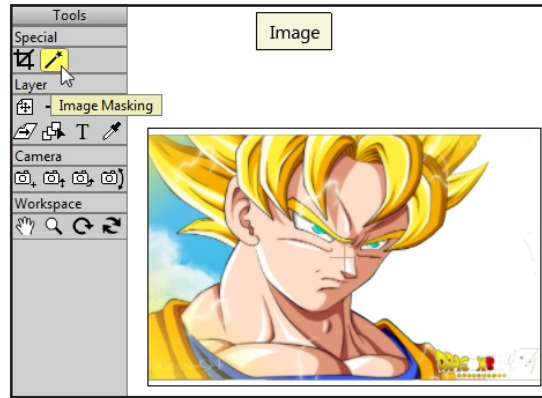 Tools
Image
Special
Layer
Image Masking
T
Camera
Workspace